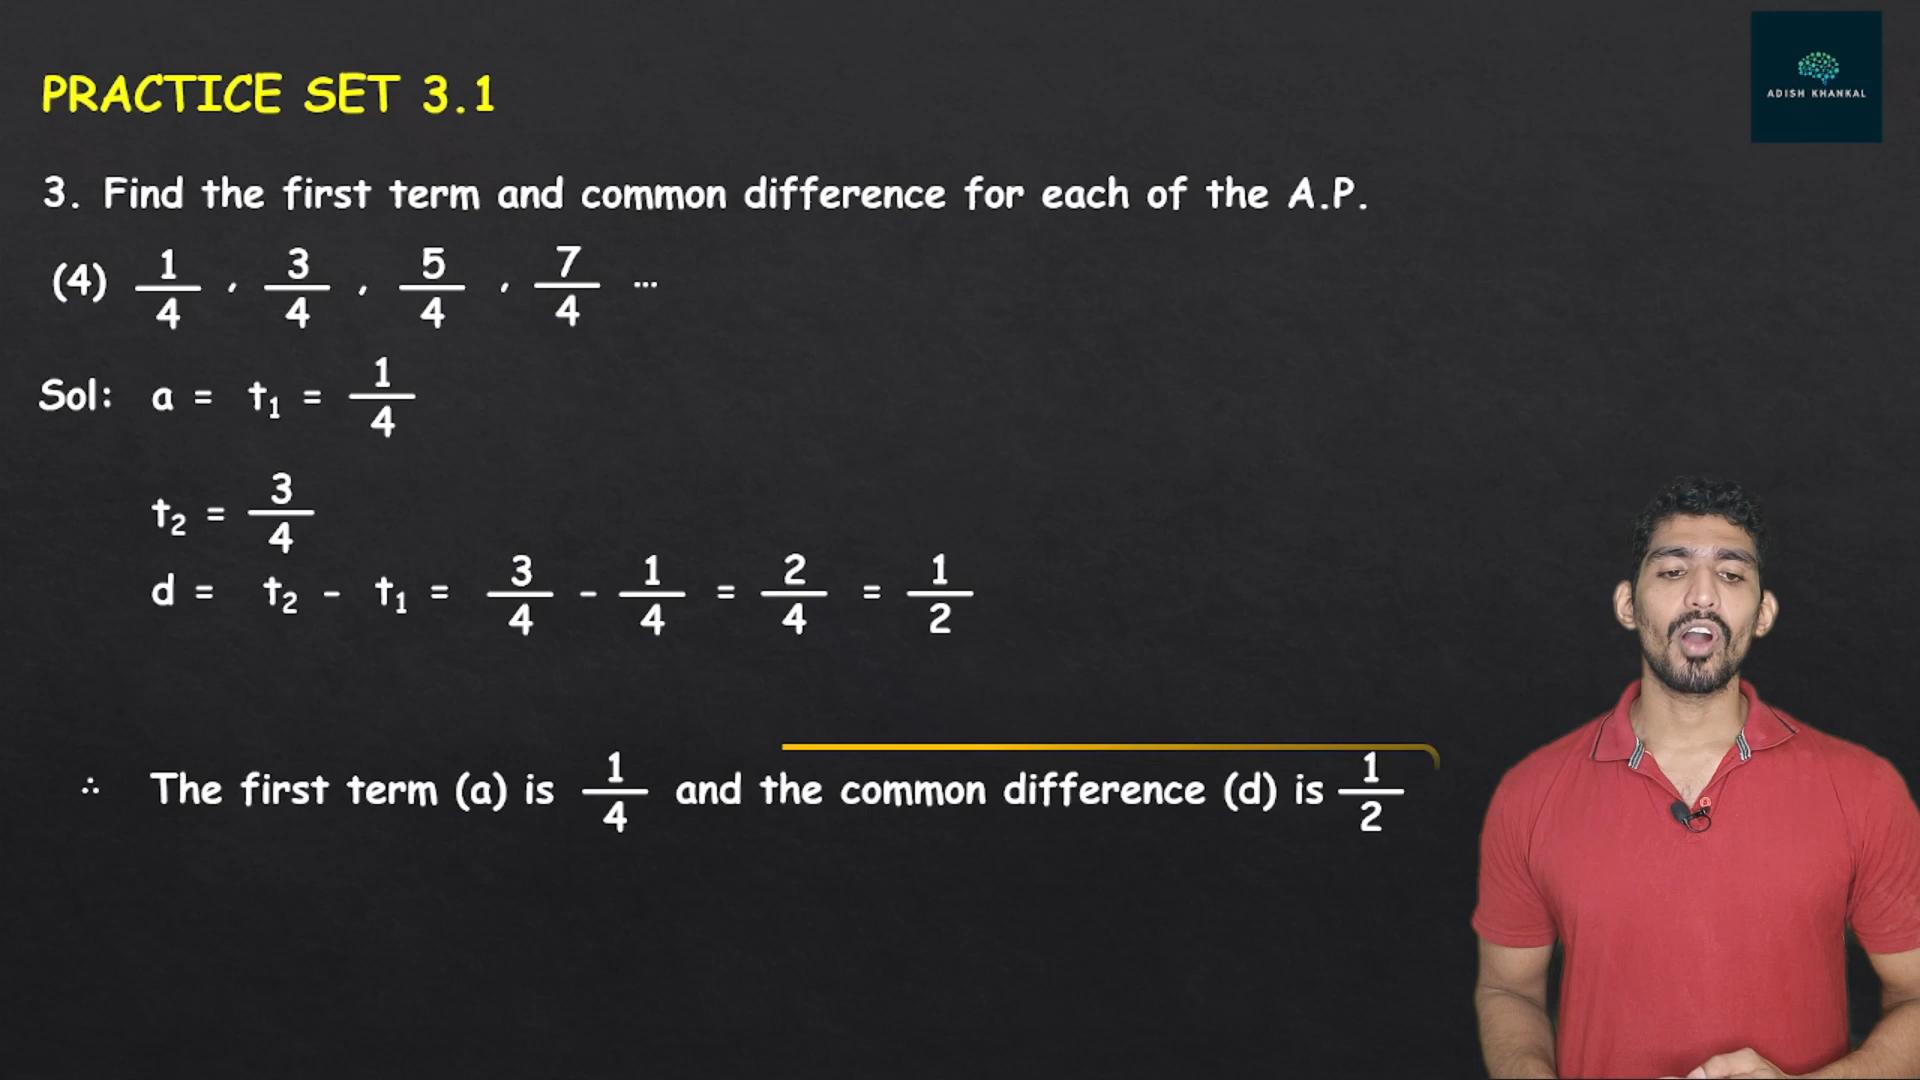 ADISH KHANKAL
PRACTICE SET 3.1
3. Find the first term and common difference for each of the A.P.
(4) 1/4 , 3/4 , 5/4 , 7/4 ...
Sol: a = t₁ = 1/4
t₂ = 3/4
d = t₂ - t₁ = 3/4 - 1/4 = 2/4 = 1/2
∴ The first term (a) is 1/4 and the common difference (d) is 1/2